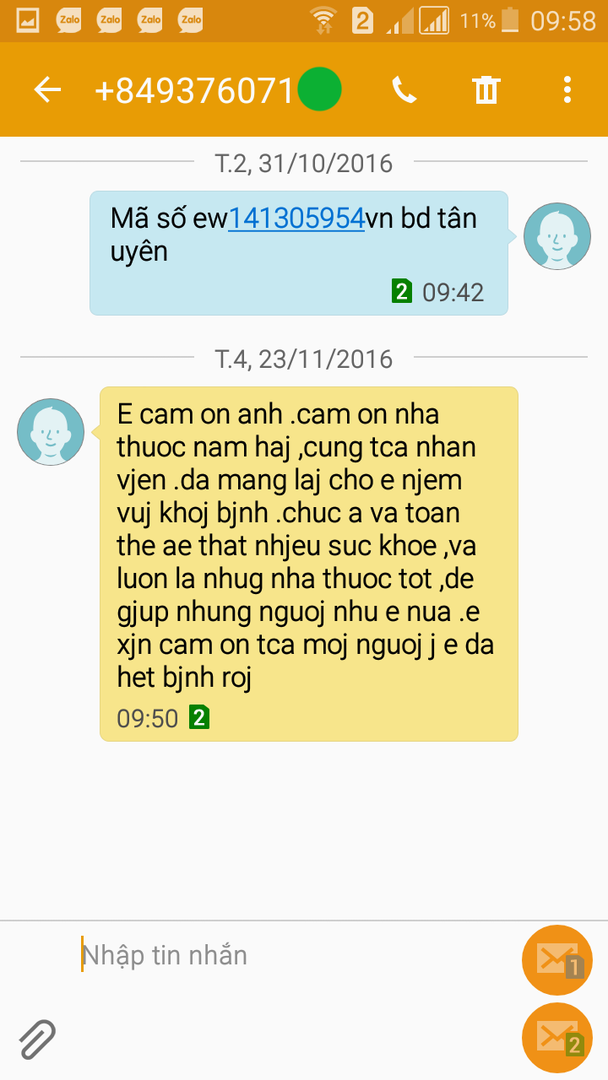 Zalo Zalo Zalo Zalo 2 11% 09:58
+849376071
T.2, 31/10/2016
Mã số ew141305954vn bd tân
uyên
2 09:42
T.4, 23/11/2016
E cam on anh .cam on nha
thuoc nam haj ,cung tca nhan
vjen .da mang laj cho e njem
vuj khoj bjnh .chuc a va toan
the ae that nhjeu suc khoe ,va
luon la nhug nha thuoc tot ,de
gjup nhung nguoj nhu e nua .e
xjn cam on tca moj nguoj j e da
het bjnh roj
09:50 2
Nhập tin nhắn
1
2